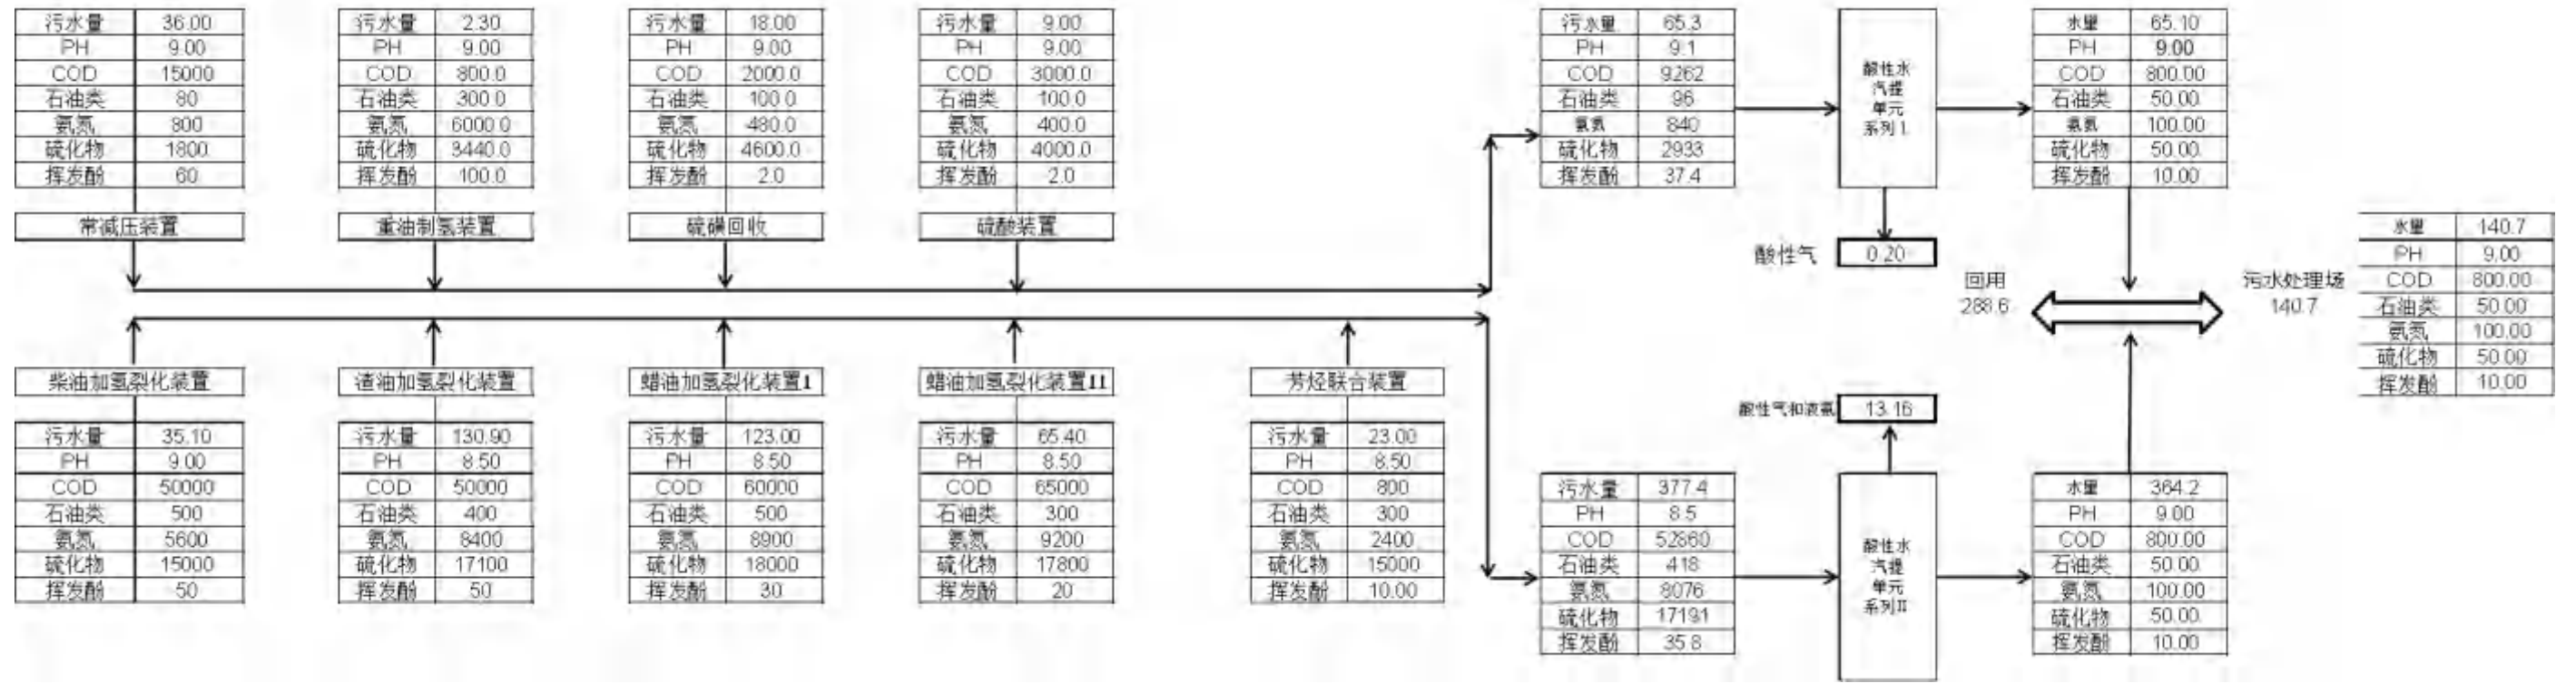 污水量 36.00
PH 9.00
COD 15000
石油类 80
氨氮 800
硫化物 1800
挥发酚 60
常减压装置
污水量 2.30
PH 9.00
COD 800.0
石油类 300.0
氨氮 6000.0
硫化物 3440.0
挥发酚 100.0
重油制氢装置
污水量 18.00
PH 9.00
COD 2000.0
石油类 100.0
氨氮 480.0
硫化物 4600.0
挥发酚 2.0
硫磺回收
污水量 9.00
PH 9.00
COD 3000.0
石油类 100.0
氨氮 400.0
硫化物 4000.0
挥发酚 2.0
硫酸装置
污水量 65.3
PH 9.1
COD 9262
石油类 96
氨氮 840
硫化物 2933
挥发酚 37.4
酸性水
汽提
单元
系列I
酸性气 0.20
水量 65.10
PH 9.00
COD 800.00
石油类 50.00
氨氮 100.00
硫化物 50.00
挥发酚 10.00
回用
288.6
污水处理场
140.7
水量 140.7
PH 9.00
COD 800.00
石油类 50.00
氨氮 100.00
硫化物 50.00
挥发酚 10.00
柴油加氢裂化装置
污水量 35.10
PH 9.00
COD 50000
石油类 500
氨氮 5600
硫化物 15000
挥发酚 50
渣油加氢裂化装置
污水量 130.90
PH 8.50
COD 50000
石油类 400
氨氮 8400
硫化物 17100
挥发酚 50
蜡油加氢裂化装置I
污水量 123.00
PH 8.50
COD 60000
石油类 500
氨氮 8900
硫化物 18000
挥发酚 30
蜡油加氢裂化装置II
污水量 65.40
PH 8.50
COD 65000
石油类 300
氨氮 9200
硫化物 17800
挥发酚 20
芳烃联合装置
污水量 23.00
PH 8.50
COD 800
石油类 300
氨氮 2400
硫化物 15000
挥发酚 10.00
污水量 377.4
PH 8.5
COD 52860
石油类 418
氨氮 8076
硫化物 17191
挥发酚 35.8
酸性气和液氨 13.16
酸性水
汽提
单元
系列II
水量 364.2
PH 9.00
COD 800.00
石油类 50.00
氨氮 100.00
硫化物 50.00
挥发酚 10.00